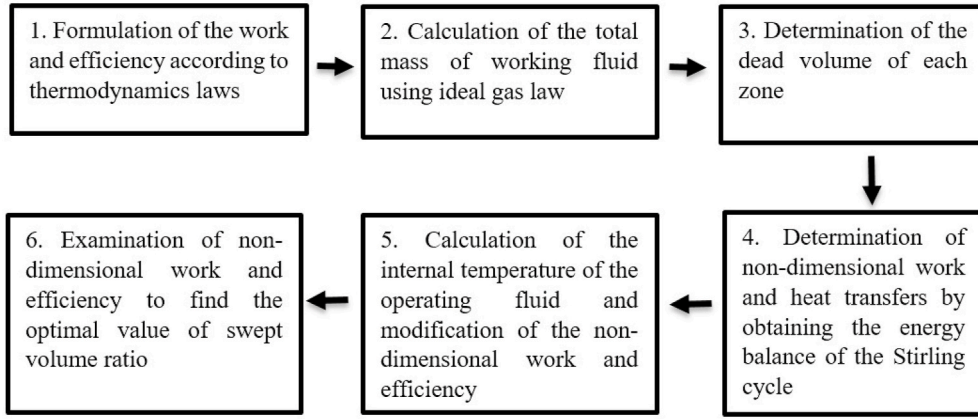 1. Formulation of the work
and efficiency according to
thermodynamics laws
2. Calculation of the total
mass of working fluid
using ideal gas law
3. Determination of the
dead volume of each
zone
4. Determination of
non-dimensional work
and heat transfers by
obtaining the energy
balance of the Stirling
cycle
5. Calculation of the
internal temperature of the
operating fluid and
modification of the non-
dimensional work and
efficiency
6. Examination of non-
dimensional work and
efficiency to find the
optimal value of swept
volume ratio